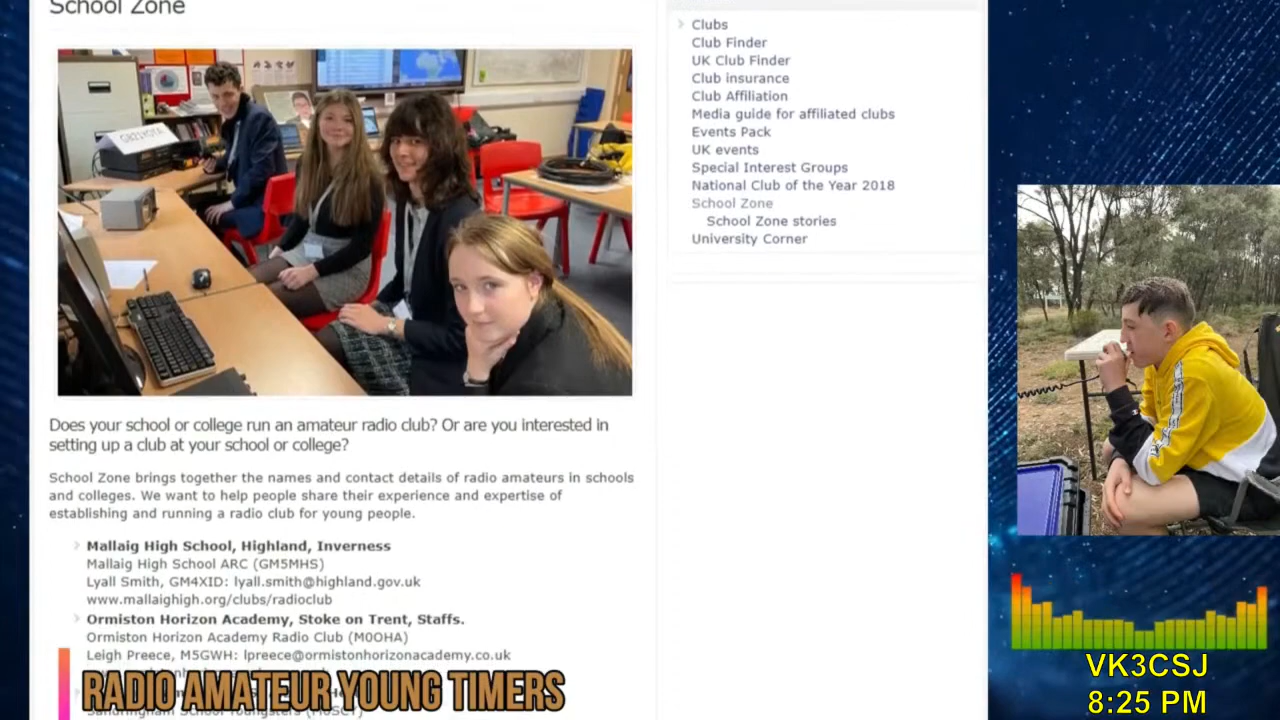 School Zone
GB21YOTA
Does your school or college run an amateur radio club? Or are you interested in
setting up a club at your school or college?
School Zone brings together the names and contact details of radio amateurs in schools
and colleges. We want to help people share their experience and expertise of
establishing and running a radio club for young people.
Mallaig High School, Highland, Inverness
Mallaig High School ARC (GM5MHS)
Lyall Smith, GM4XID: lyall.smith@highland.gov.uk
www.mallaighigh.org/clubs/radioclub
Ormiston Horizon Academy, Stoke on Trent, Staffs.
Ormiston Horizon Academy Radio Club (M0OHA)
Leigh Preece, M5GWH: lpreece@ormistonhorizonacademy.co.uk
RADIO AMATEUR YOUNG TIMERS
Clubs
Club Finder
UK Club Finder
Club insurance
Club Affiliation
Media guide for affiliated clubs
Events Pack
UK events
Special Interest Groups
National Club of the Year 2018
School Zone
School Zone stories
University Corner
VK3CSJ
8:25 PM